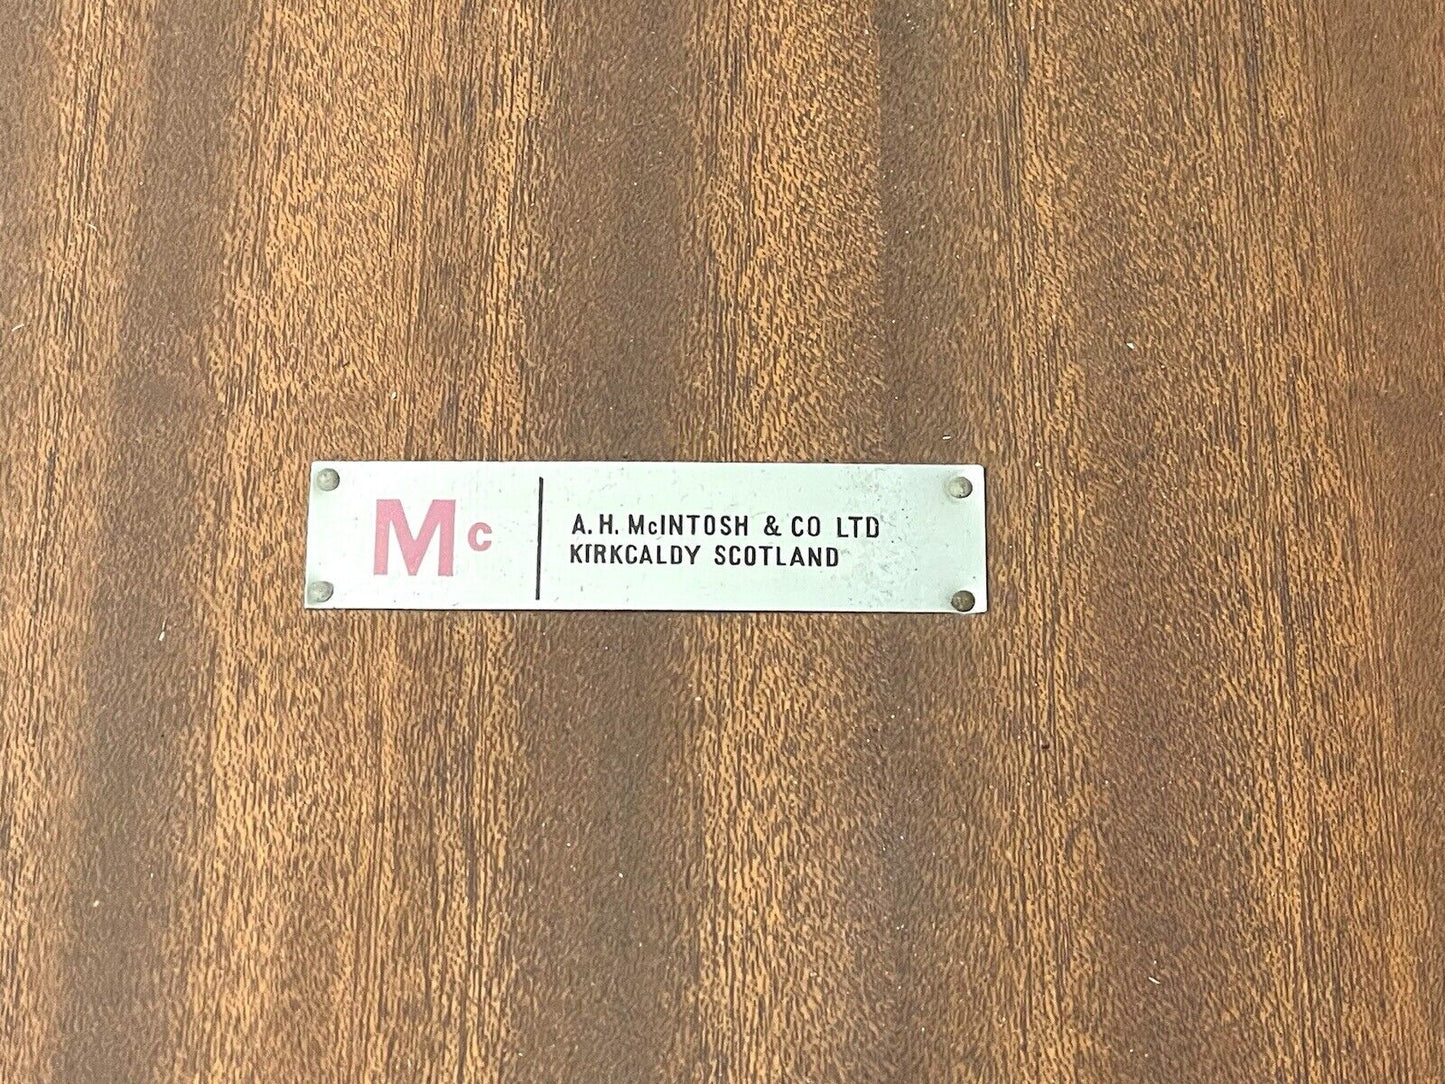 Mc
A.H. McINTOSH & CO LTD
KIRKCALDY SCOTLAND